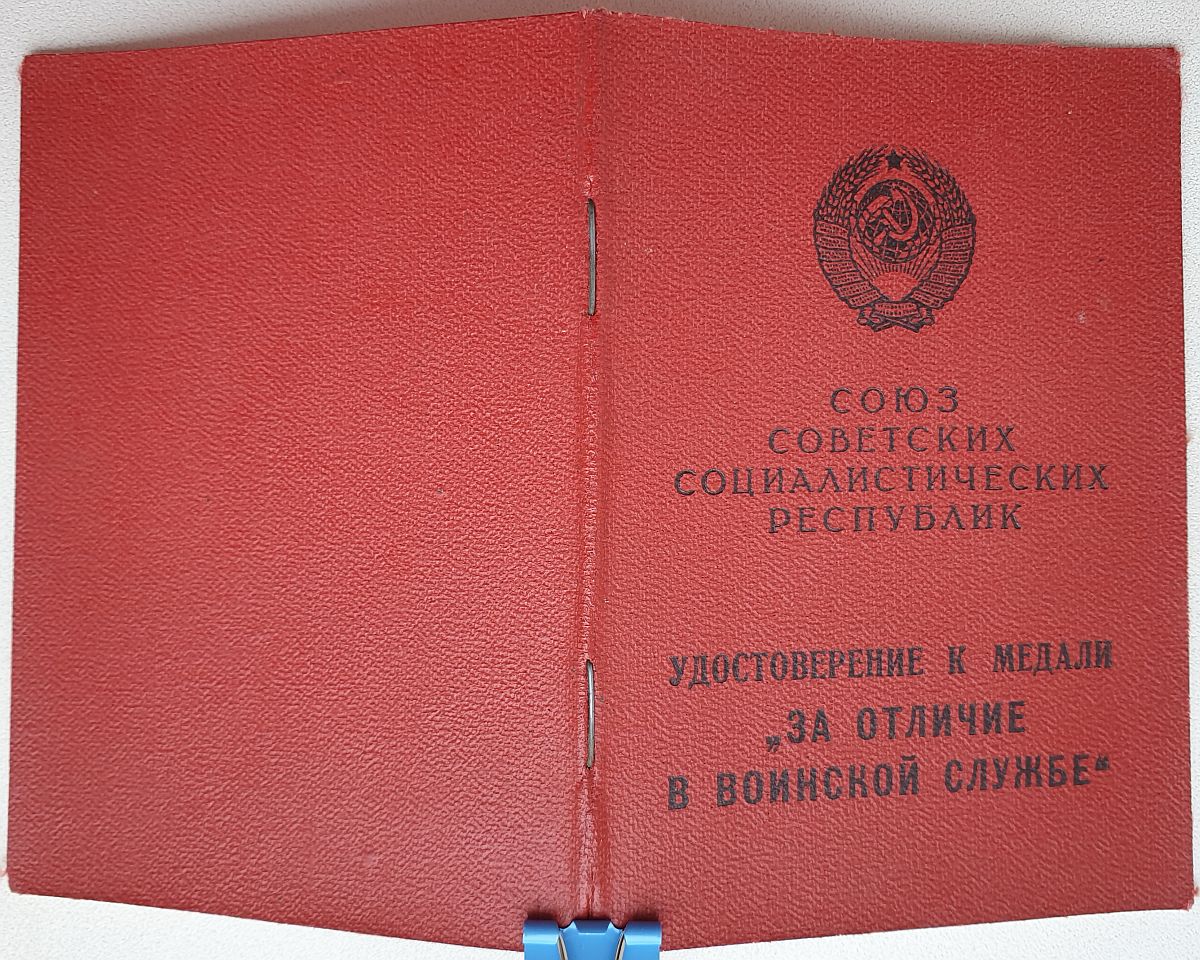 СОЮЗ
СОВЕТСКИХ
СОЦИАЛИСТИЧЕСКИХ
РЕСПУБЛИК
УДОСТОВЕРЕНИЕ К МЕДАЛИ
„ЗА ОТЛИЧИЕ
В ВОИНСКОЙ СЛУЖБЕ“